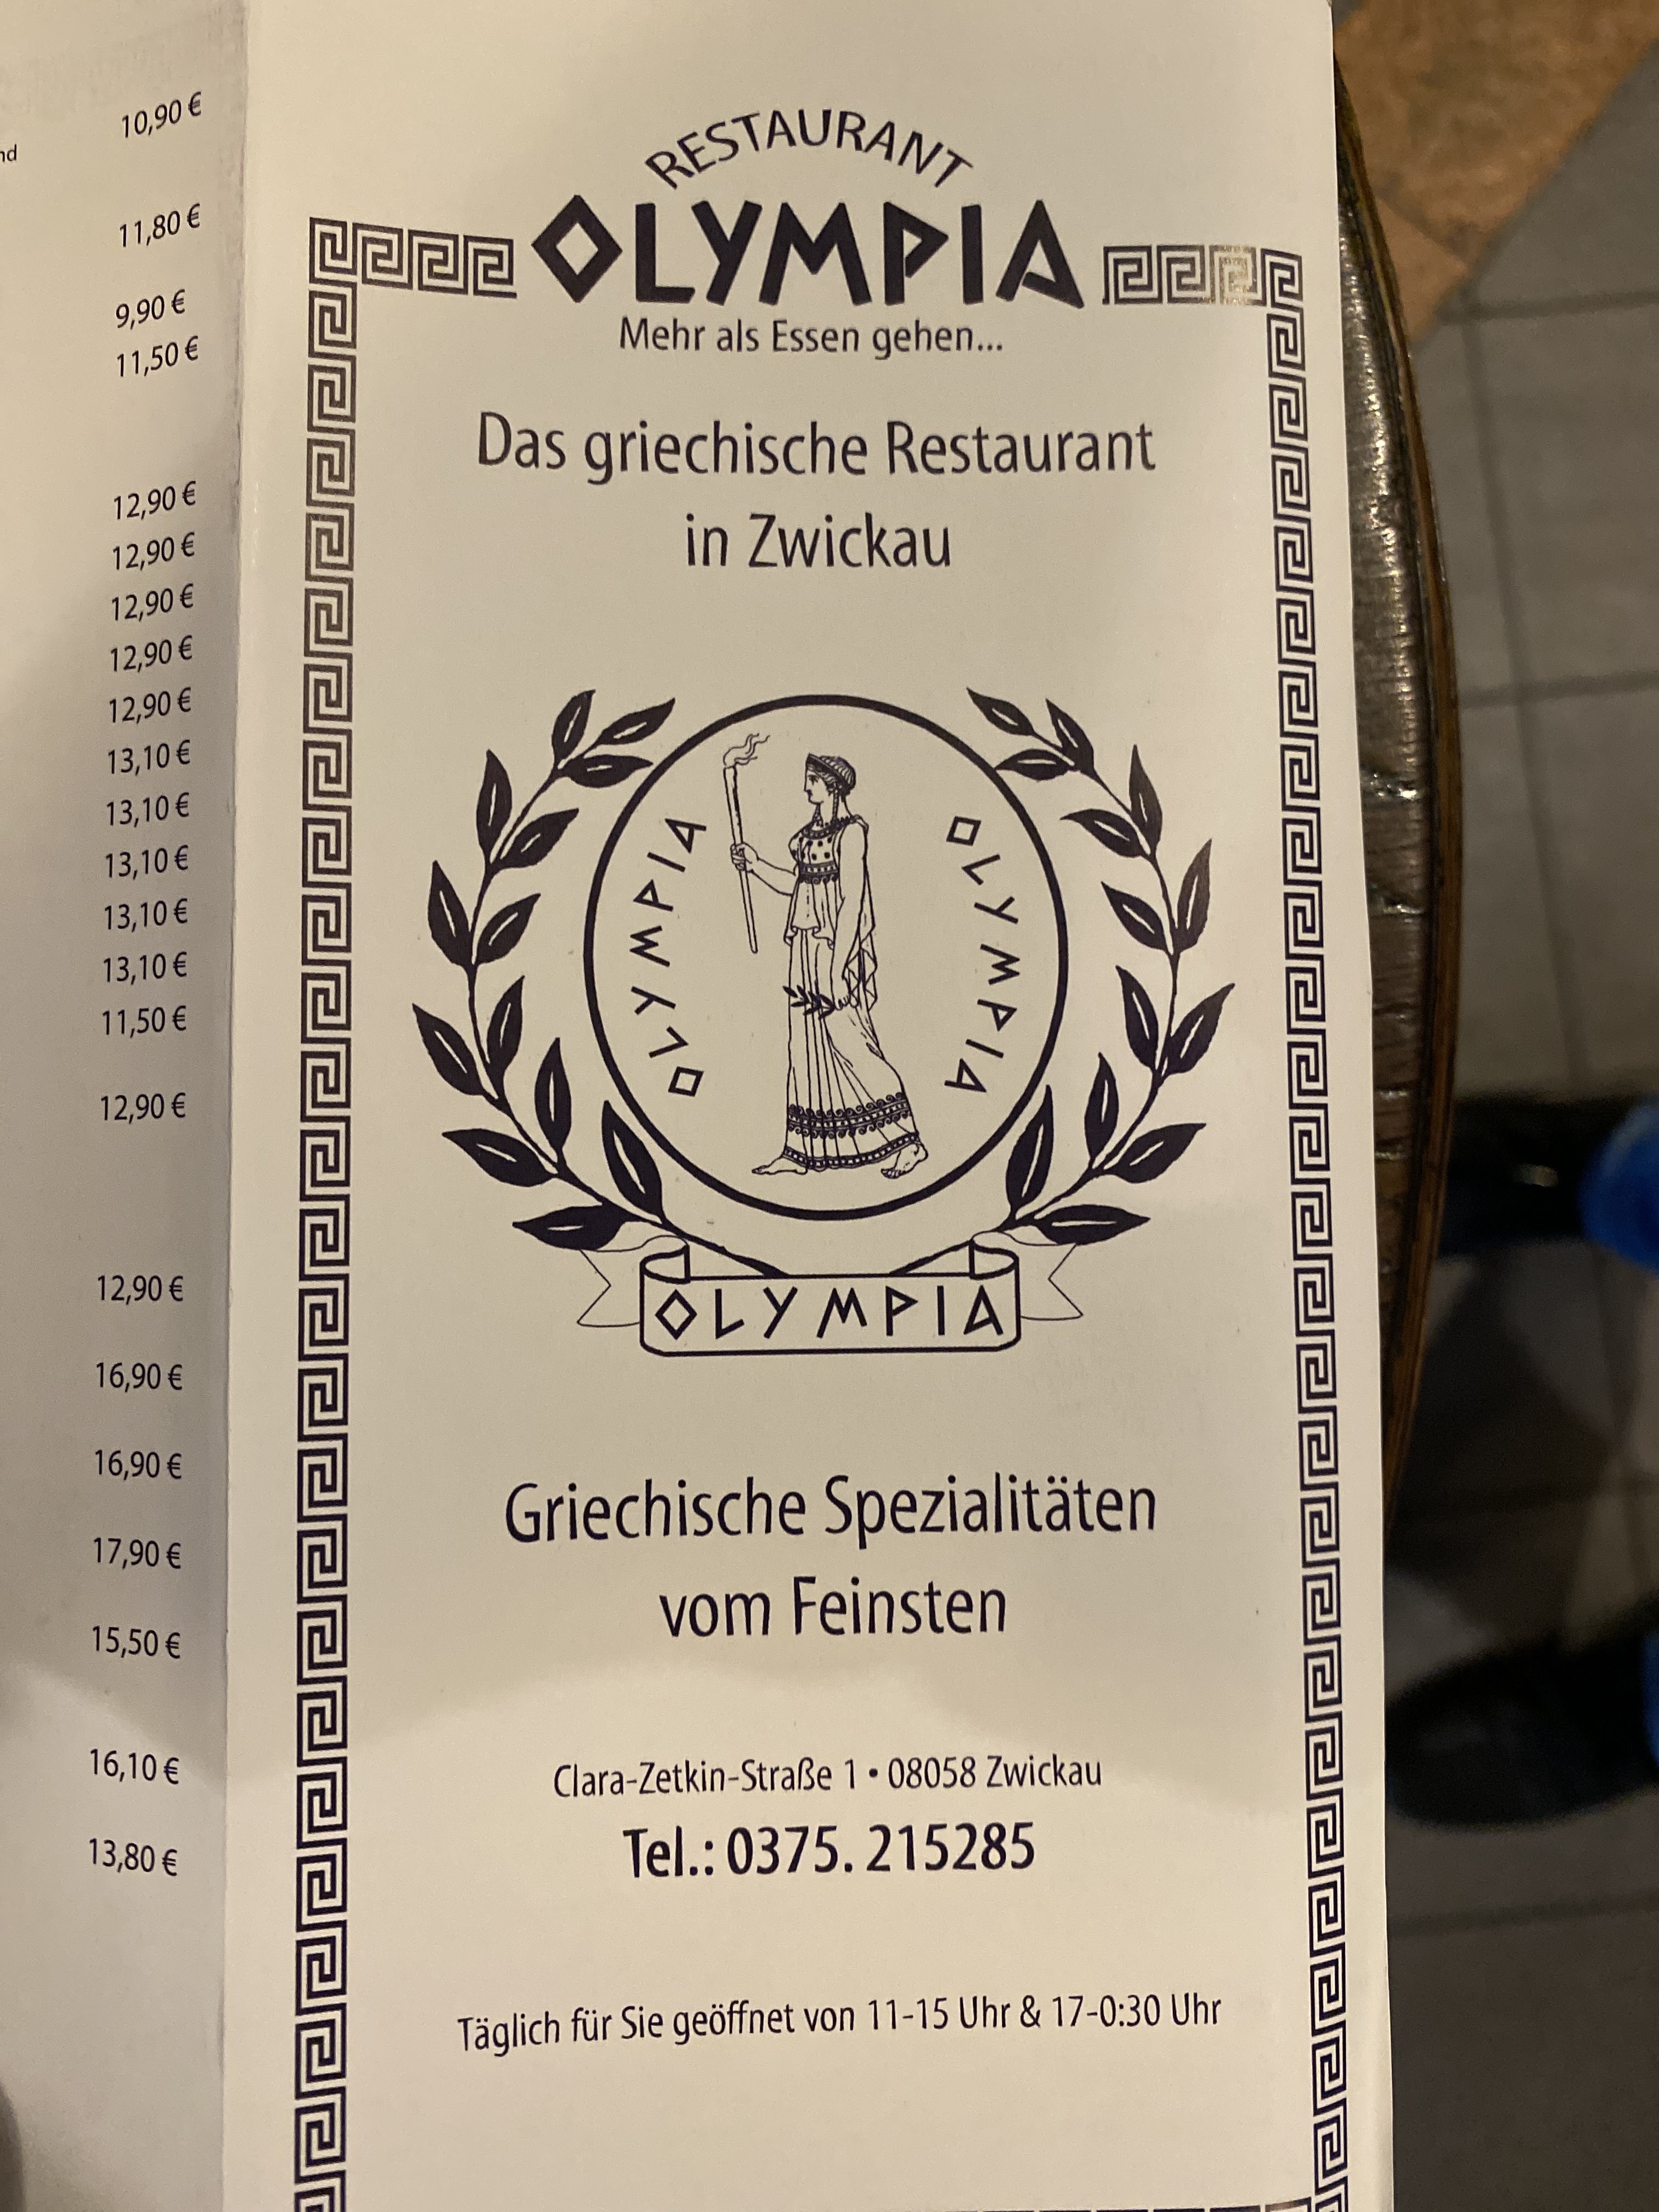 10,90 €
nd
11,80 €
9,90 €
11,50 €
12,90 €
12,90 €
12,90 €
12,90 €
12,90 €
13,10 €
13,10 €
13,10 €
13,10 €
13,10 €
11,50 €
12,90 €
12,90 €
16,90 €
16,90 €
17,90 €
15,50 €
16,10 €
13,80 €
RESTAURANT
OLYMPIA
Mehr als Essen gehen...
Das griechische Restaurant
in Zwickau
OLYMPIA
OLYMPIA
OLYMPIA
Griechische Spezialitäten
vom Feinsten
Clara-Zetkin-Straße 1 • 08058 Zwickau
Tel.: 0375. 215285
Täglich für Sie geöffnet von 11-15 Uhr & 17-0:30 Uhr